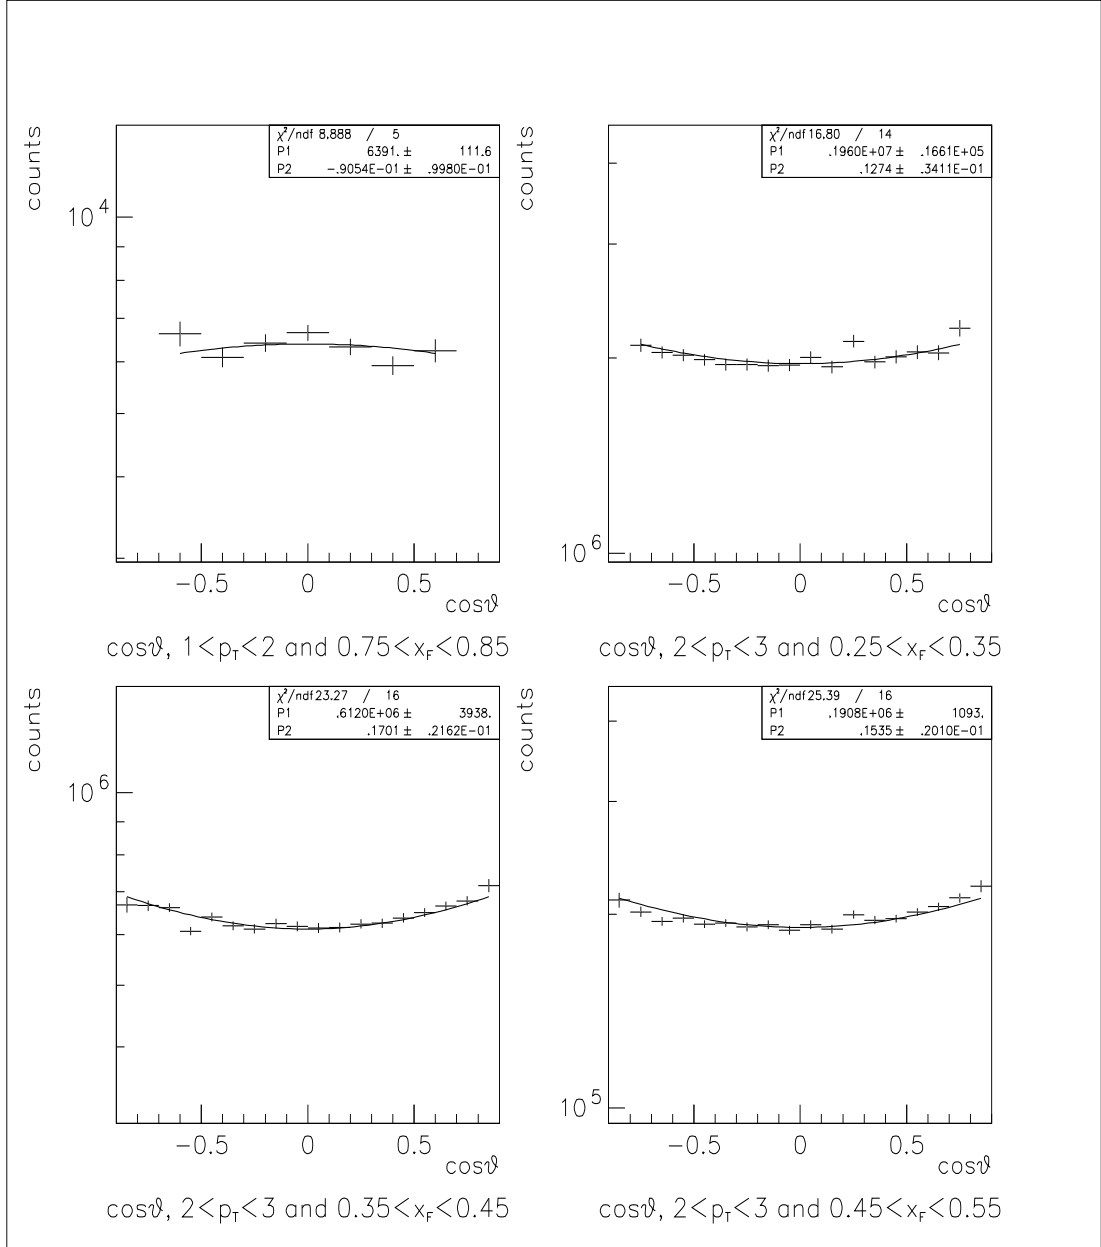 counts
χ²/ndf 8.888 / 5
P1 6391. ± 111.6
P2 -.9054E-01 ± .9980E-01
10⁴
-0.5 0 0.5
cosϑ
cosϑ, 1<p_T<2 and 0.75<x_F<0.85
counts
χ²/ndf 16.80 / 14
P1 .1960E+07 ± .1661E+05
P2 .1274 ± .3411E-01
10⁶
-0.5 0 0.5
cosϑ
cosϑ, 2<p_T<3 and 0.25<x_F<0.35
counts
χ²/ndf 23.27 / 16
P1 .6120E+06 ± 3938.
P2 .1701 ± .2162E-01
10⁶
-0.5 0 0.5
cosϑ
cosϑ, 2<p_T<3 and 0.35<x_F<0.45
counts
χ²/ndf 25.39 / 16
P1 .1908E+06 ± 1093.
P2 .1535 ± .2010E-01
10⁵
-0.5 0 0.5
cosϑ
cosϑ, 2<p_T<3 and 0.45<x_F<0.55